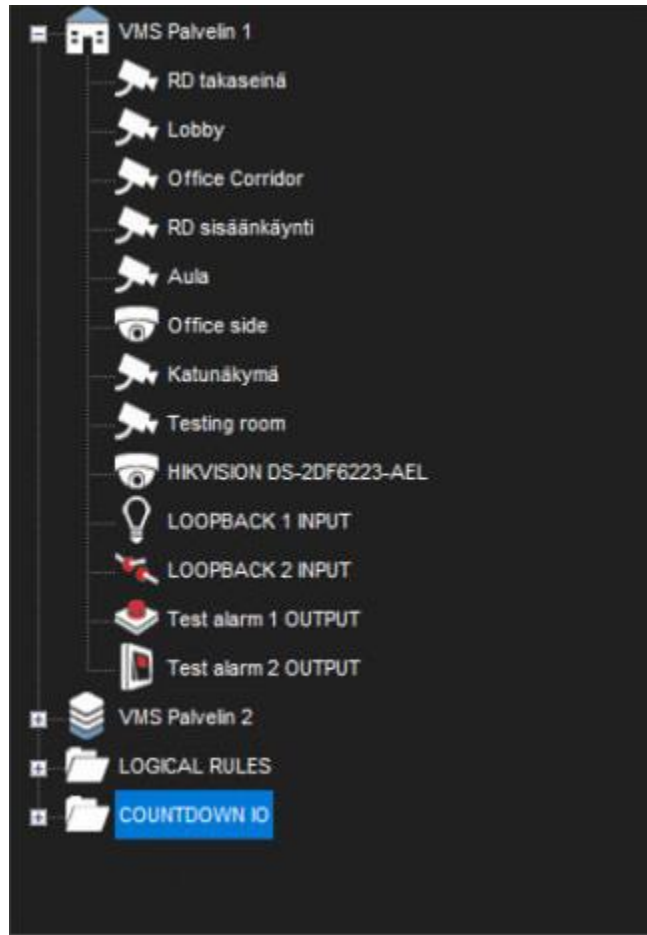 VMS Palvelin 1
RD takaseinä
Lobby
Office Corridor
RD sisäänkäynti
Aula
Office side
Katunäkymä
Testing room
HIKVISION DS-2DF6223-AEL
LOOPBACK 1 INPUT
LOOPBACK 2 INPUT
Test alarm 1 OUTPUT
Test alarm 2 OUTPUT
VMS Palvelin 2
LOGICAL RULES
COUNTDOWN IO